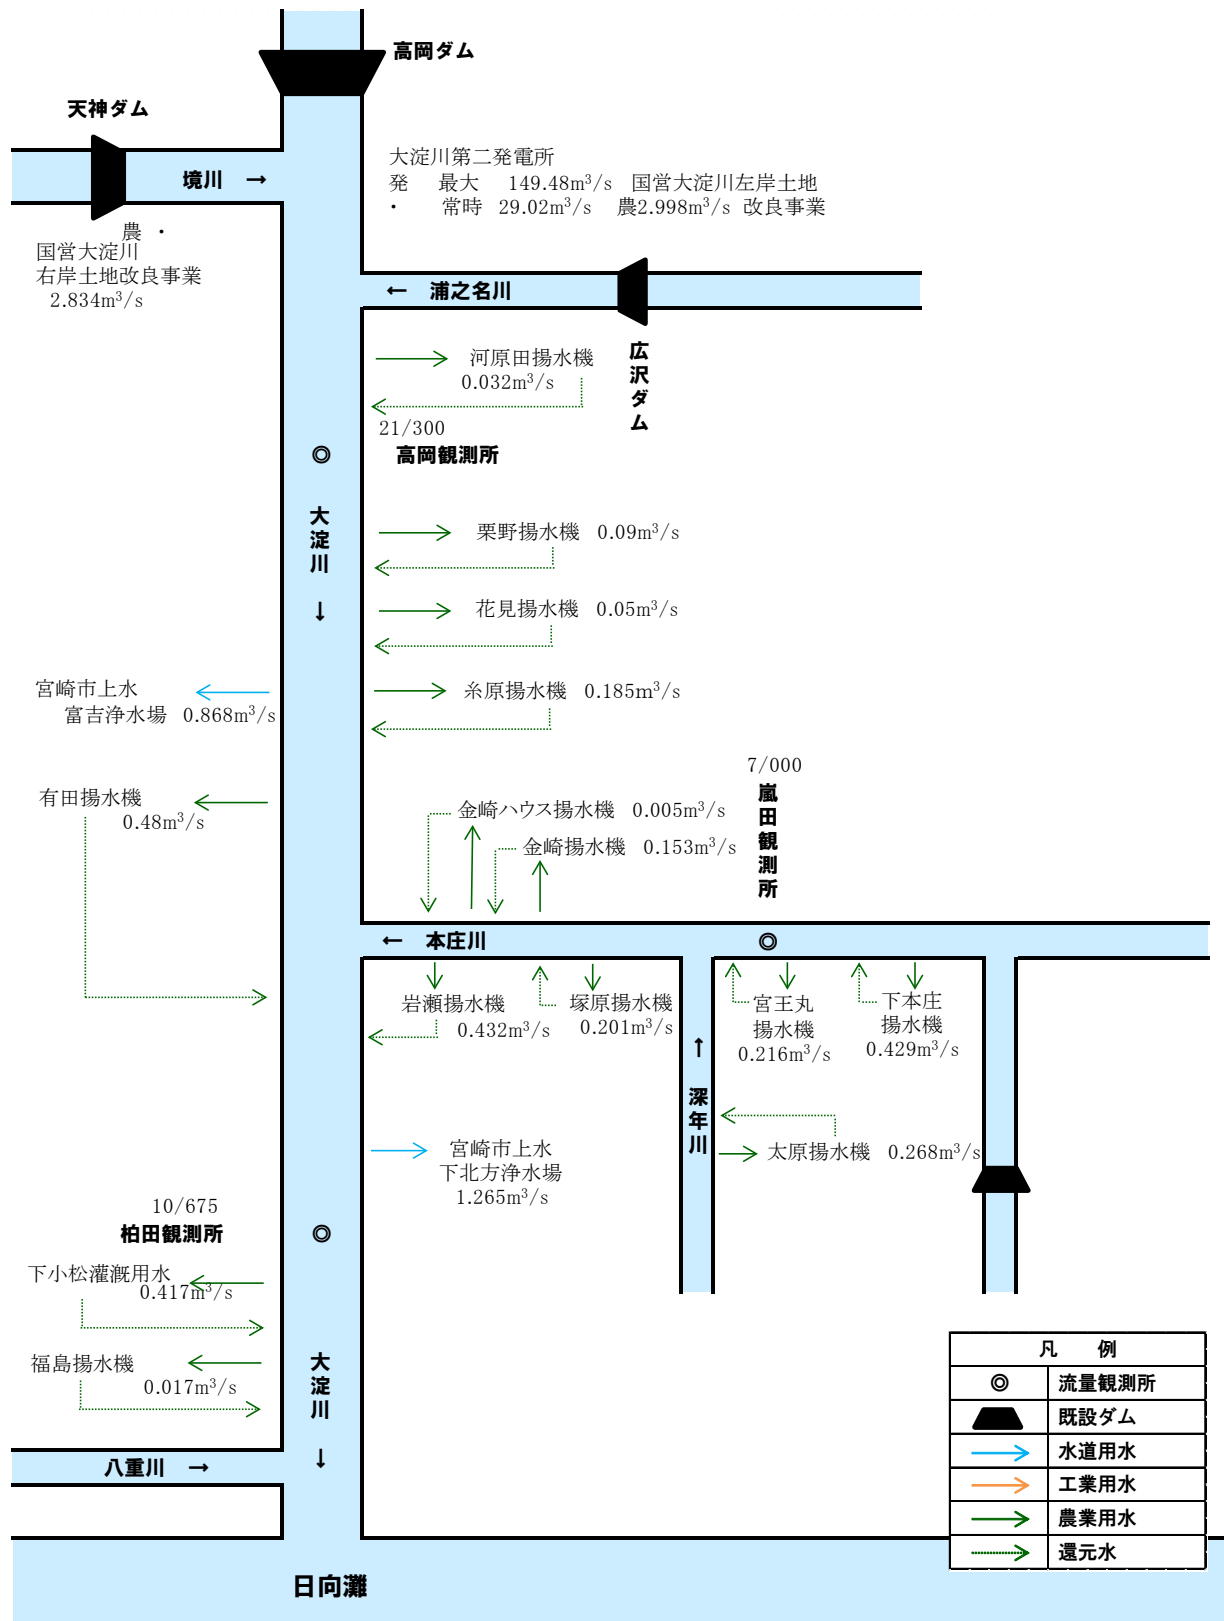 高岡ダム
天神ダム
境川 →
大淀川第二発電所
発 最大 149.48m³/s 国営大淀川左岸土地
・ 常時 29.02m³/s 農2.998m³/s 改良事業
農 ・
国営大淀川
右岸土地改良事業
2.834m³/s
← 浦之名川
広沢ダム
河原田揚水機
0.032m³/s
21/300
高岡観測所
◎
大淀川 ↓
栗野揚水機 0.09m³/s
花見揚水機 0.05m³/s
宮崎市上水
富吉浄水場 0.868m³/s
糸原揚水機 0.185m³/s
7/000
嵐田観測所
有田揚水機
0.48m³/s
金崎ハウス揚水機 0.005m³/s
金崎揚水機 0.153m³/s
← 本庄川 ◎
岩瀬揚水機
0.432m³/s
塚原揚水機
0.201m³/s
宮王丸
揚水機
0.216m³/s
下本庄
揚水機
0.429m³/s
↑ 深年川
太原揚水機 0.268m³/s
宮崎市上水
下北方浄水場
1.265m³/s
10/675
柏田観測所
◎
下小松灌漑用水
0.417m³/s
福島揚水機
0.017m³/s
大淀川 ↓
八重川 →
日向灘
凡 例
◎ 流量観測所
既設ダム
水道用水
工業用水
農業用水
還元水